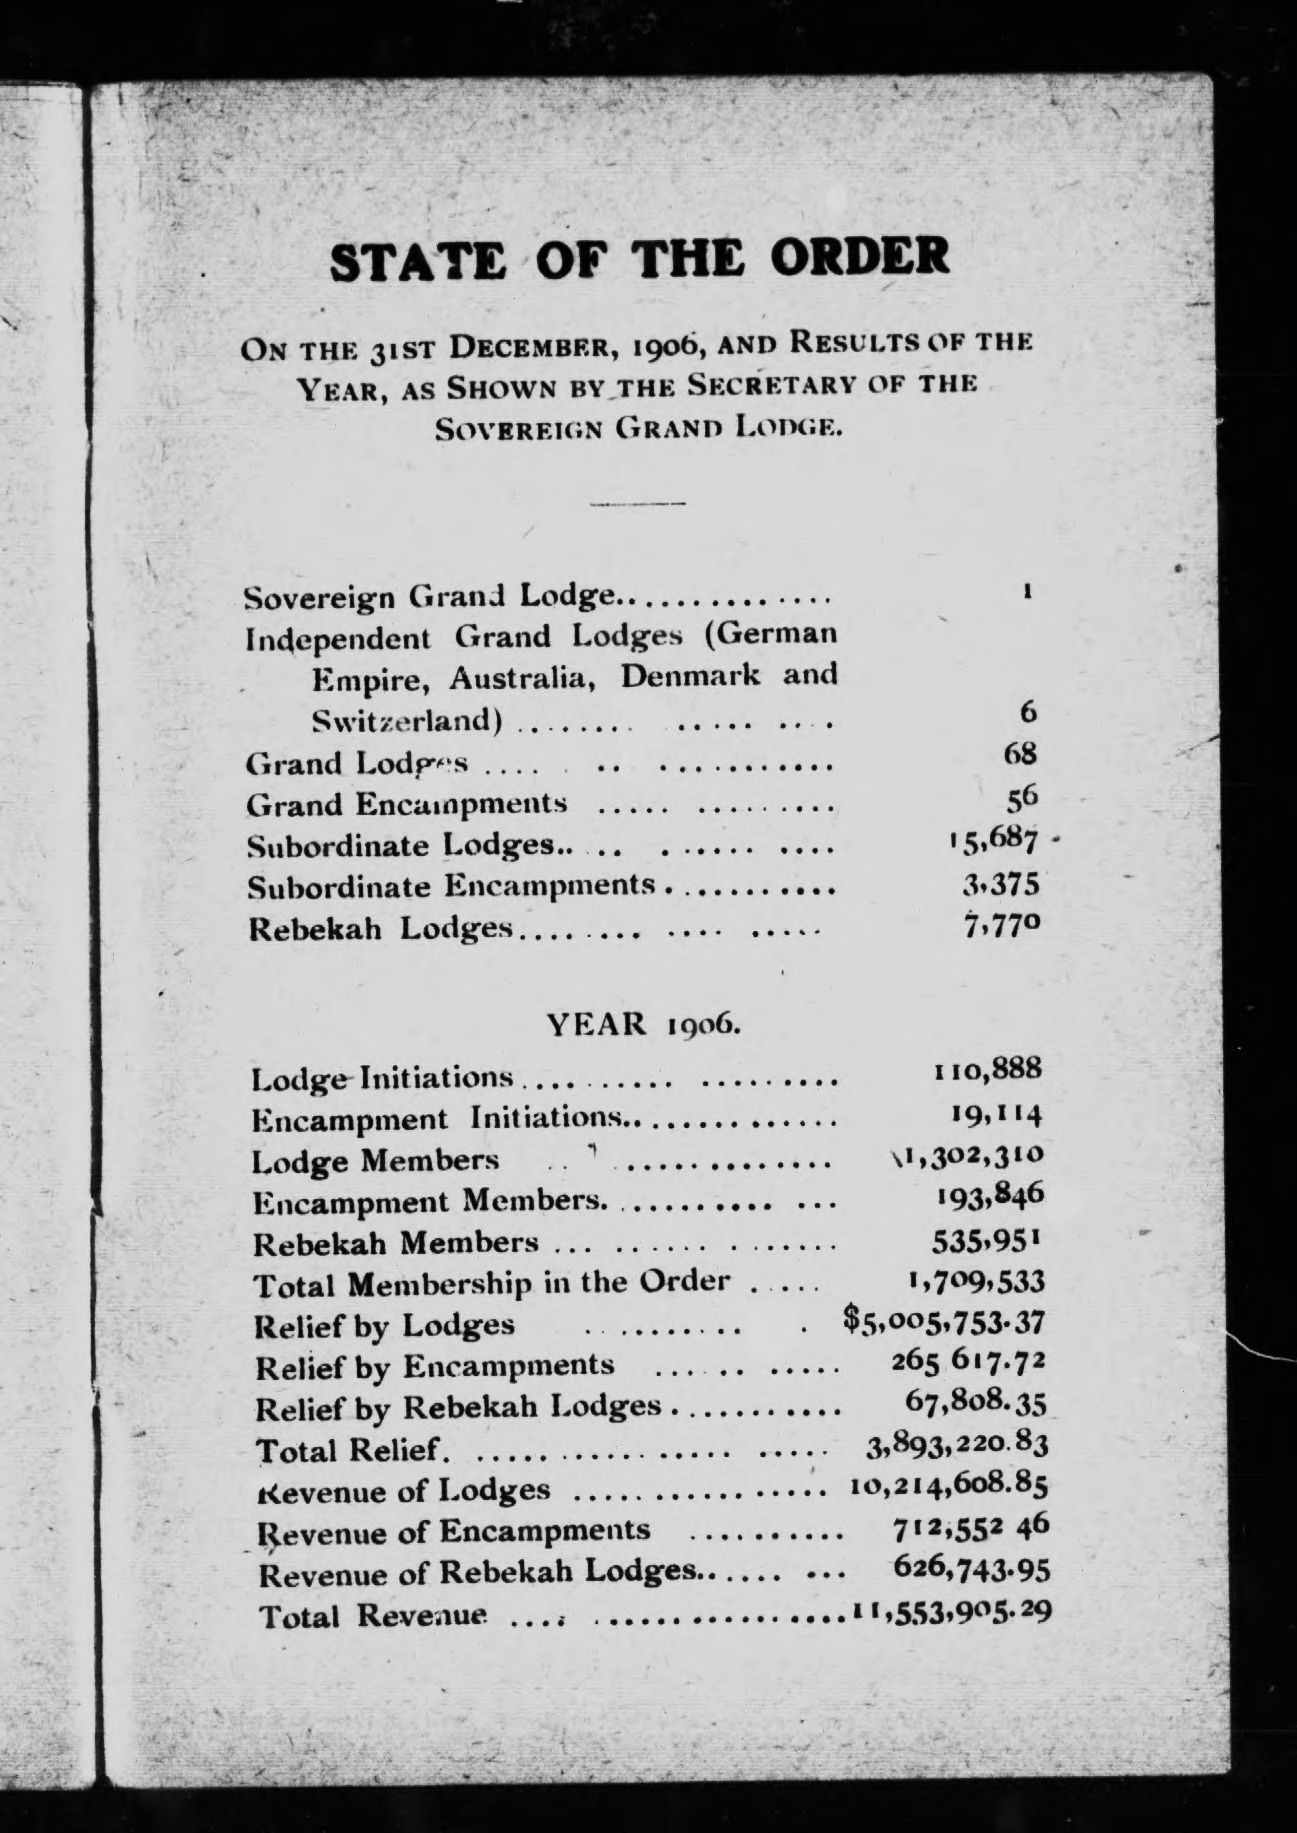 STATE OF THE ORDER
On the 31st December, 1906, and Results of the
Year, as Shown by the Secretary of the
Sovereign Grand Lodge.
Sovereign Grand Lodge.. ............. 1
Independent Grand Lodges (German
Empire, Australia, Denmark and
Switzerland) ........ ..... .. . 6
Grand Lodges .... . .. ........... 68
Grand Encampments ..... ......... 56
Subordinate Lodges.. .. . ...... .... 15,687
Subordinate Encampments . .......... 3,375
Rebekah Lodges........ .... ..... 7,770
YEAR 1906.
Lodge Initiations .......... ......... 110,888
Encampment Initiations.. ............ 19,114
Lodge Members .. ............. 1,302,310
Encampment Members. .......... ... 193,846
Rebekah Members ... ...... . ...... 535,951
Total Membership in the Order . .... 1,709,533
Relief by Lodges .......... . $5,005,753.37
Relief by Encampments ...... ..... 265 617.72
Relief by Rebekah Lodges . .......... 67,808.35
Total Relief. ................ ..... 3,893,220.83
Revenue of Lodges ................ 10,214,608.85
Revenue of Encampments .......... 712,552 46
Revenue of Rebekah Lodges...... ... 626,743.95
Total Revenue .... ................ 11,553,905.29